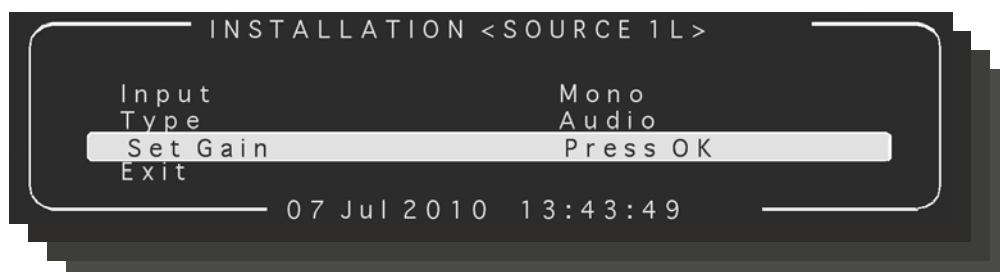 INSTALLATION <SOURCE 1L>
Input Mono
Type Audio
Set Gain Press OK
Exit
07 Jul 2010 13:43:49